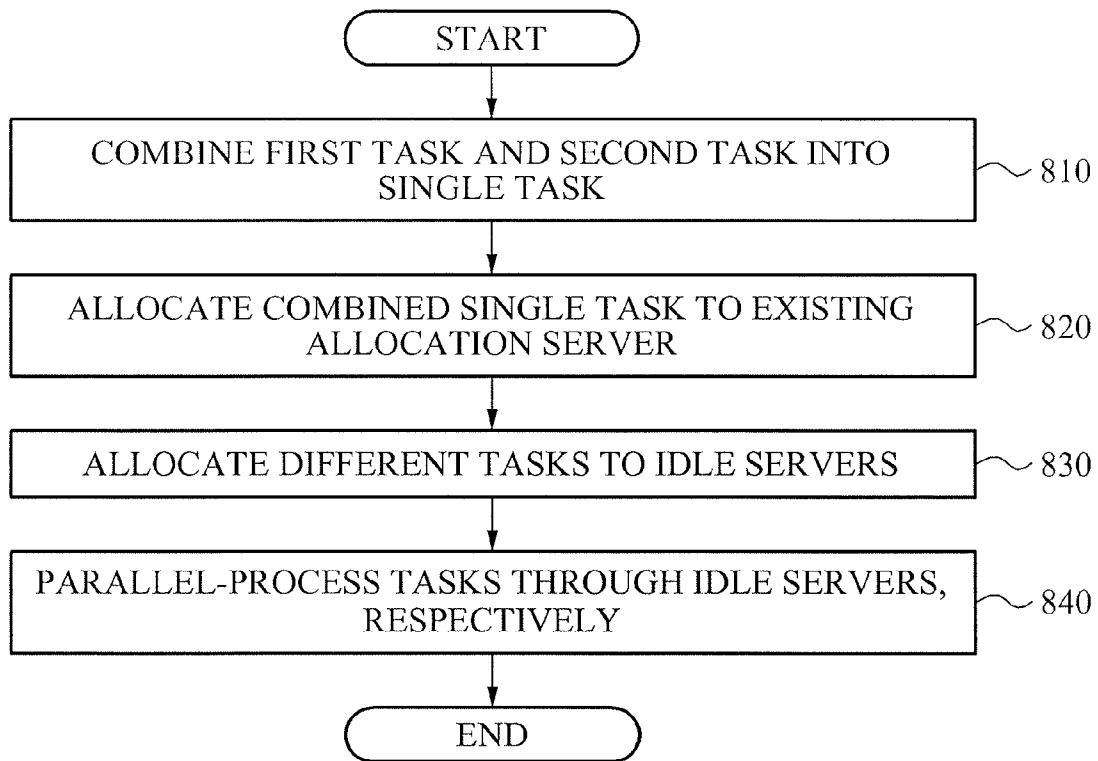 START
COMBINE FIRST TASK AND SECOND TASK INTO
SINGLE TASK
810
ALLOCATE COMBINED SINGLE TASK TO EXISTING
ALLOCATION SERVER
820
ALLOCATE DIFFERENT TASKS TO IDLE SERVERS
830
PARALLEL-PROCESS TASKS THROUGH IDLE SERVERS,
RESPECTIVELY
840
END